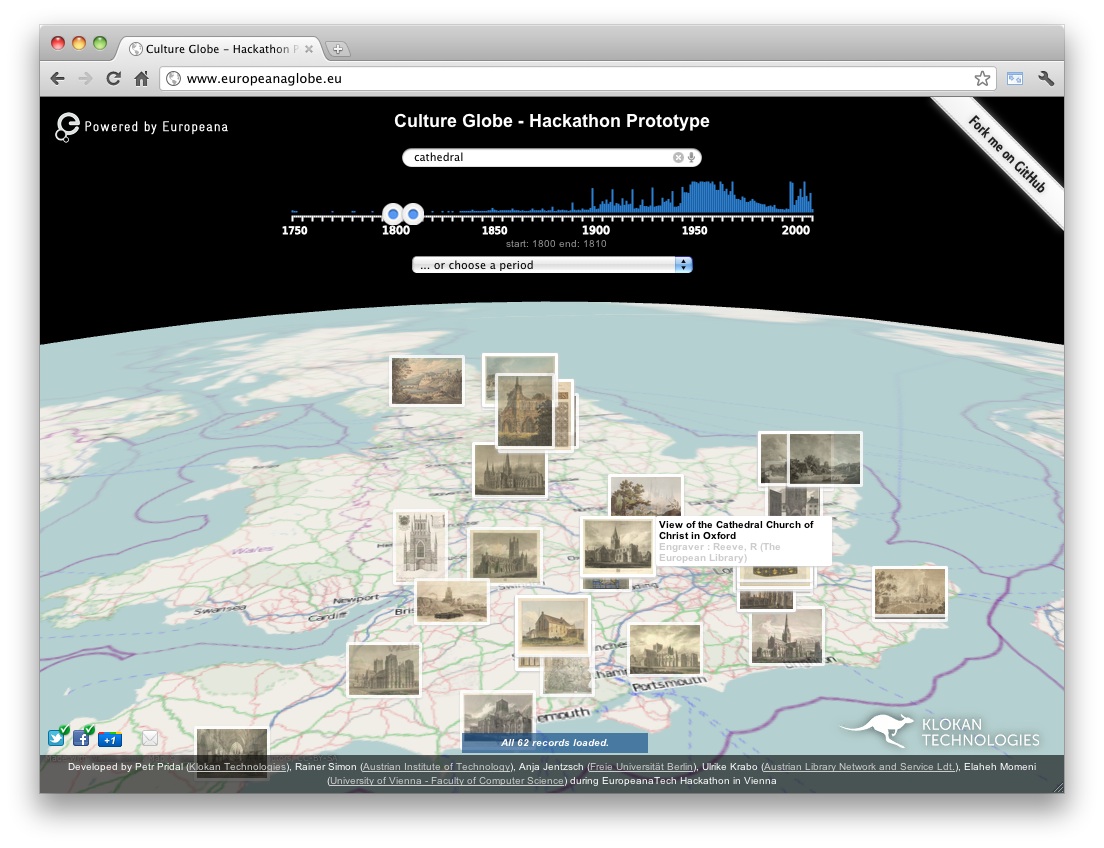 Culture Globe - Hackathon P
www.europeanaglobe.eu
Powered by Europeana
Culture Globe - Hackathon Prototype
Fork me on GitHub
cathedral
1750 1800 1850 1900 1950 2000
start: 1800 end: 1810
... or choose a period
View of the Cathedral Church of
Christ in Oxford
Engraver : Reeve, R (The
European Library)
Wales
Swansea
Newport
Cardiff
Bris
Portsmouth
emouth
+1
All 62 records loaded.
KLOKAN
TECHNOLOGIES
Developed by Petr Pridal (Klokan Technologies), Rainer Simon (Austrian Institute of Technology), Anja Jentzsch (Freie Universität Berlin), Ulrike Krabo (Austrian Library Network and Service Ldt.), Elaheh Momeni
(University of Vienna - Faculty of Computer Science) during EuropeanaTech Hackathon in Vienna